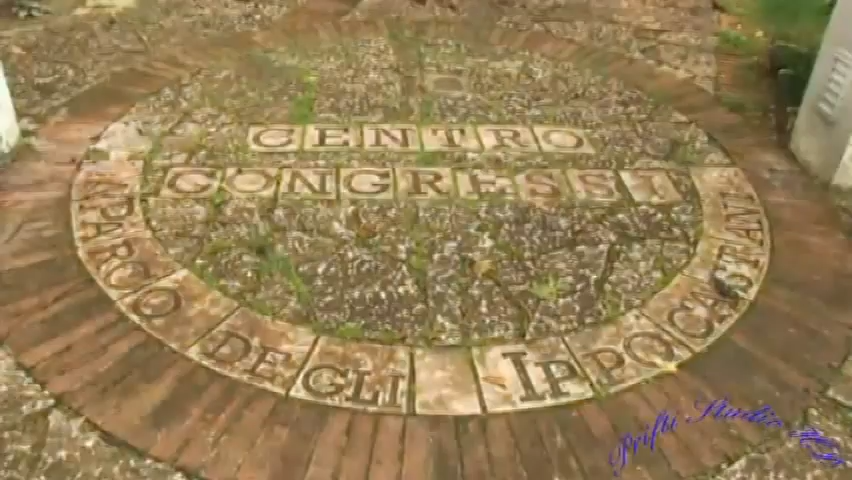 CENTRO
CONGRESSI
PARCO DEGLI IPPOCASTANI
Prifti Studio